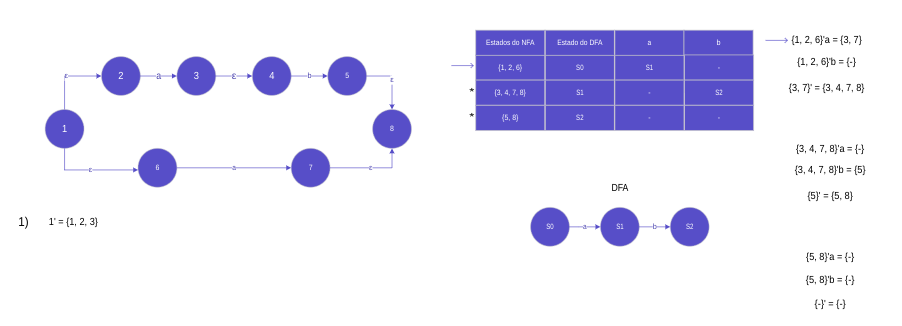 ε 2 a 3 ε 4 b 5 ε
1
8
ε 6 a 7 ε
1) 1' = {1, 2, 3}
Estados do NFA Estado do DFA a b
{1, 2, 6} S0 S1 -
* {3, 4, 7, 8} S1 - S2
* {5, 8} S2 - -
DFA
S0 a S1 b S2
{1, 2, 6}'a = {3, 7}
{1, 2, 6}'b = {-}
{3, 7}' = {3, 4, 7, 8}
{3, 4, 7, 8}'a = {-}
{3, 4, 7, 8}'b = {5}
{5}' = {5, 8}
{5, 8}'a = {-}
{5, 8}'b = {-}
{-}' = {-}